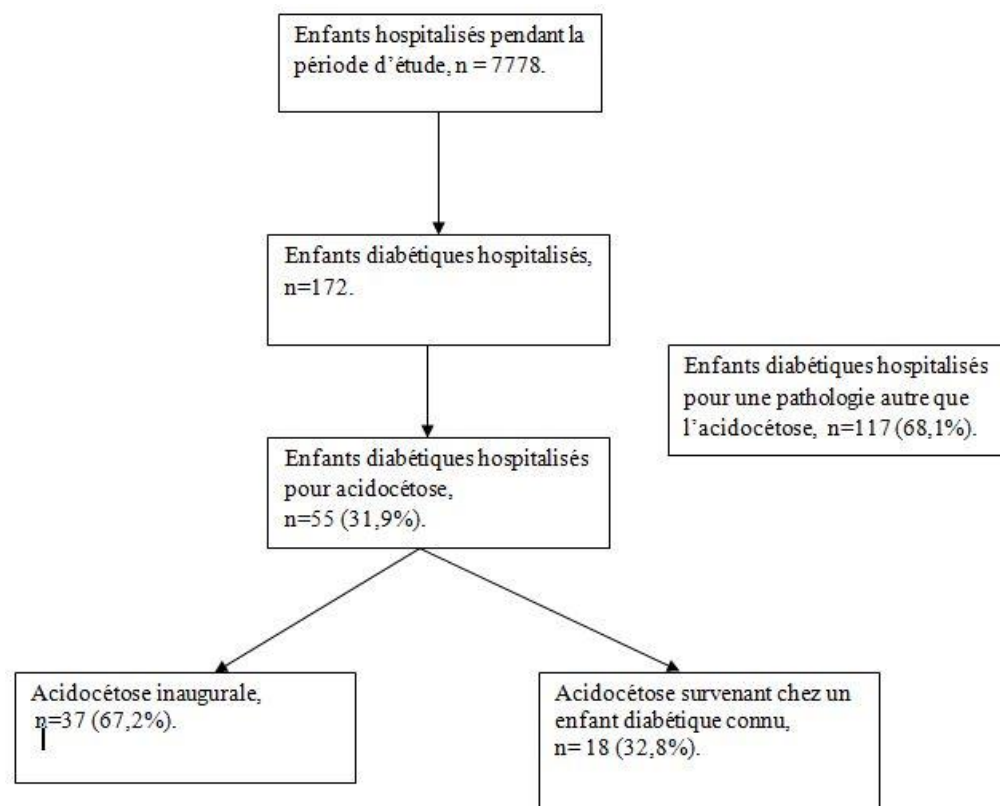 Enfants hospitalisés pendant la
période d’étude, n = 7778.
Enfants diabétiques hospitalisés,
n=172.
Enfants diabétiques hospitalisés
pour une pathologie autre que
l’acidocétose, n=117 (68,1%).
Enfants diabétiques hospitalisés
pour acidocétose,
n=55 (31,9%).
Acidocétose inaugurale,
n=37 (67,2%).
Acidocétose survenant chez un
enfant diabétique connu,
n= 18 (32,8%).